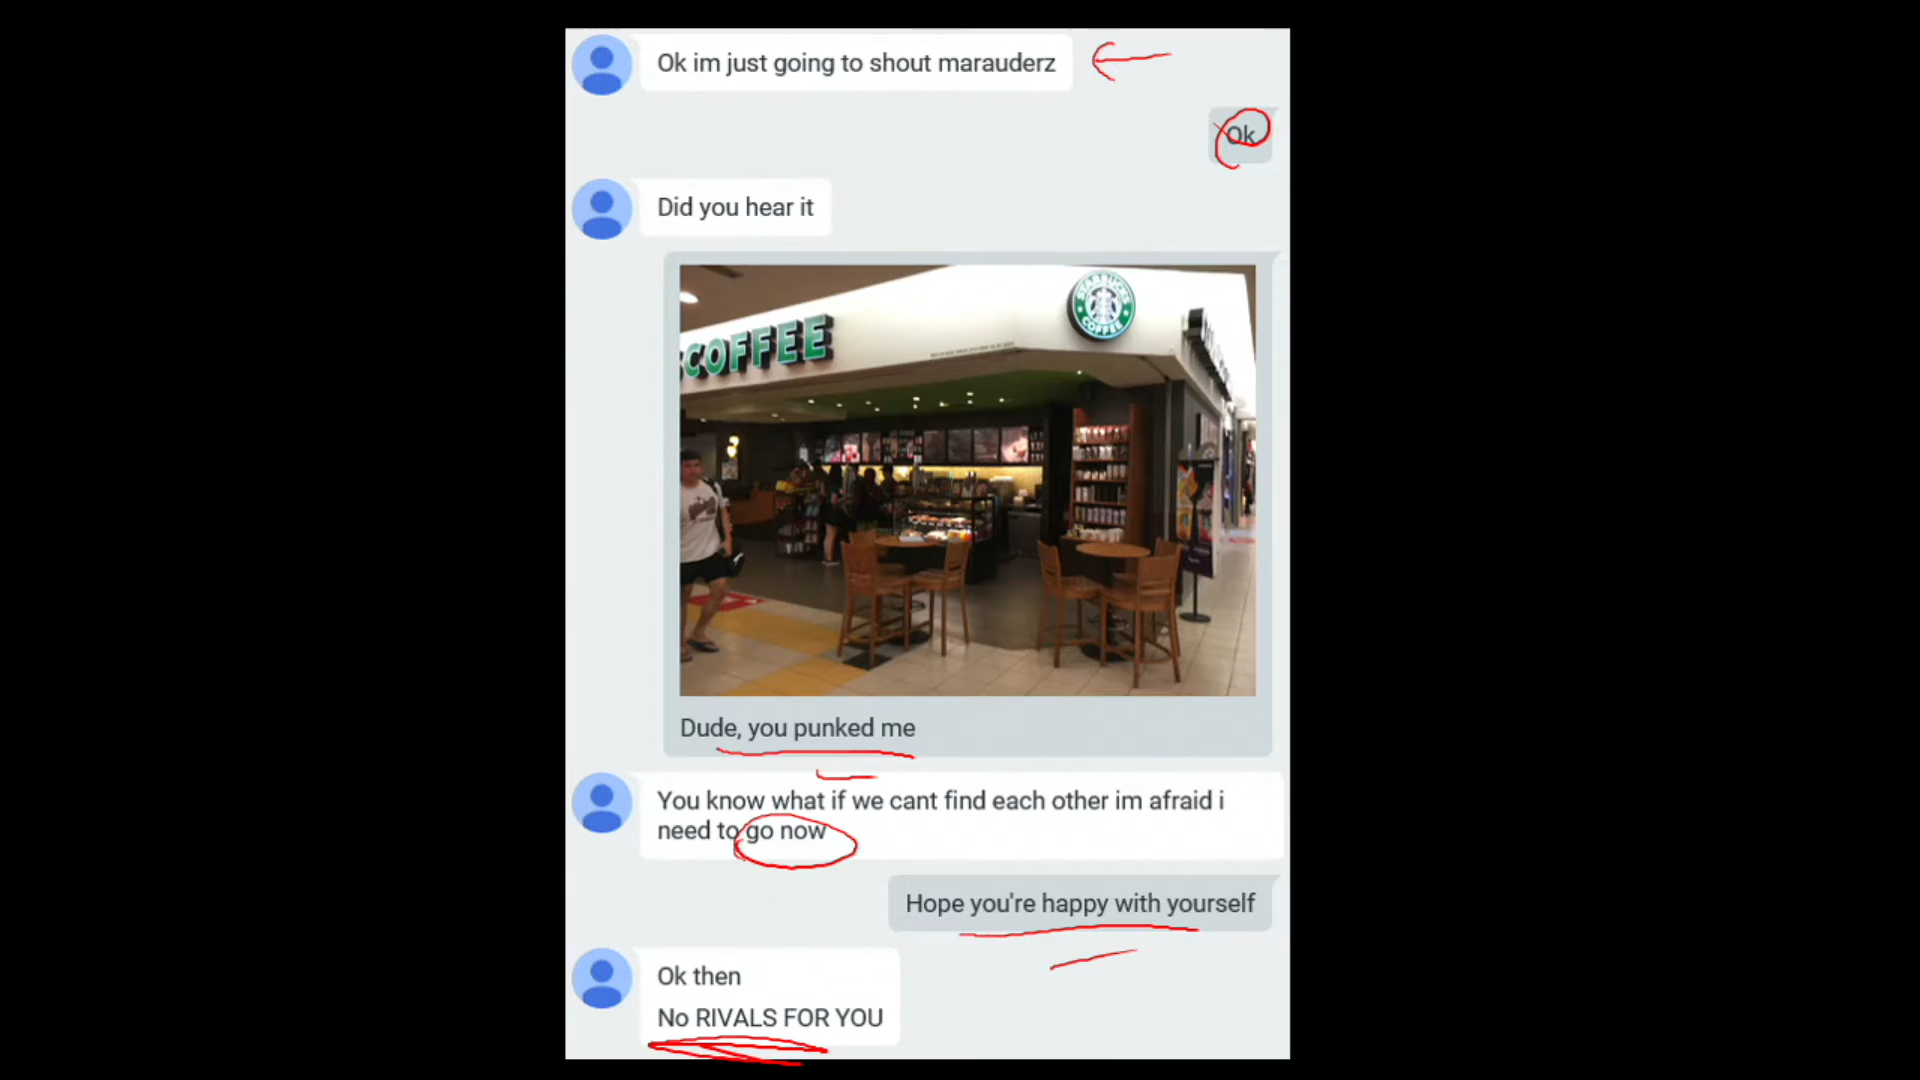 Ok im just going to shout marauderz
Ok
Did you hear it
COFFEE
STARBUCKS
COFFEE
Dude, you punked me
You know what if we cant find each other im afraid i
need to go now
Hope you're happy with yourself
Ok then
No RIVALS FOR YOU